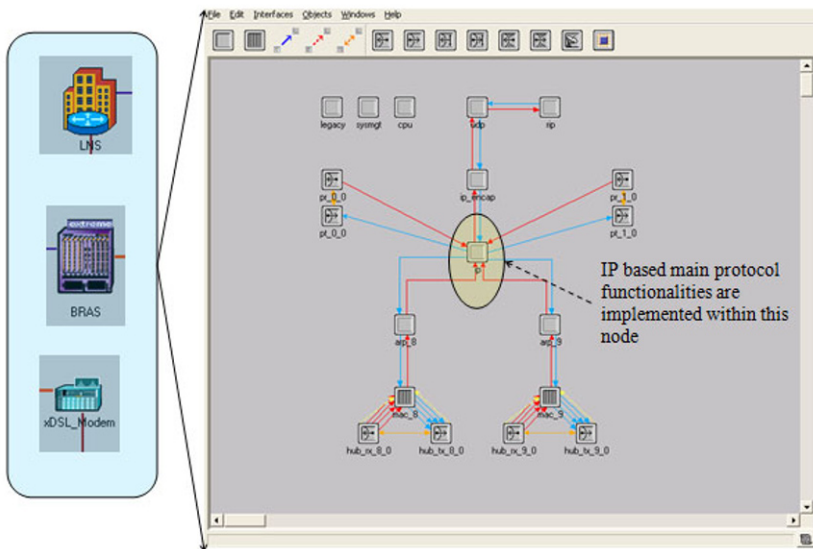 File Edit Interfaces Objects Windows Help
LNS
extreme
BRAS
xDSL_Modem
legacy sysmgt cpu udp rip
pr_0_0 ip_encap pr_1_0
pt_0_0 pt_1_0
ip
IP based main protocol
functionalities are
implemented within this
node
arp_8 arp_9
mac_8 mac_9
hub_rx_8_0 hub_tx_8_0 hub_rx_9_0 hub_tx_9_0